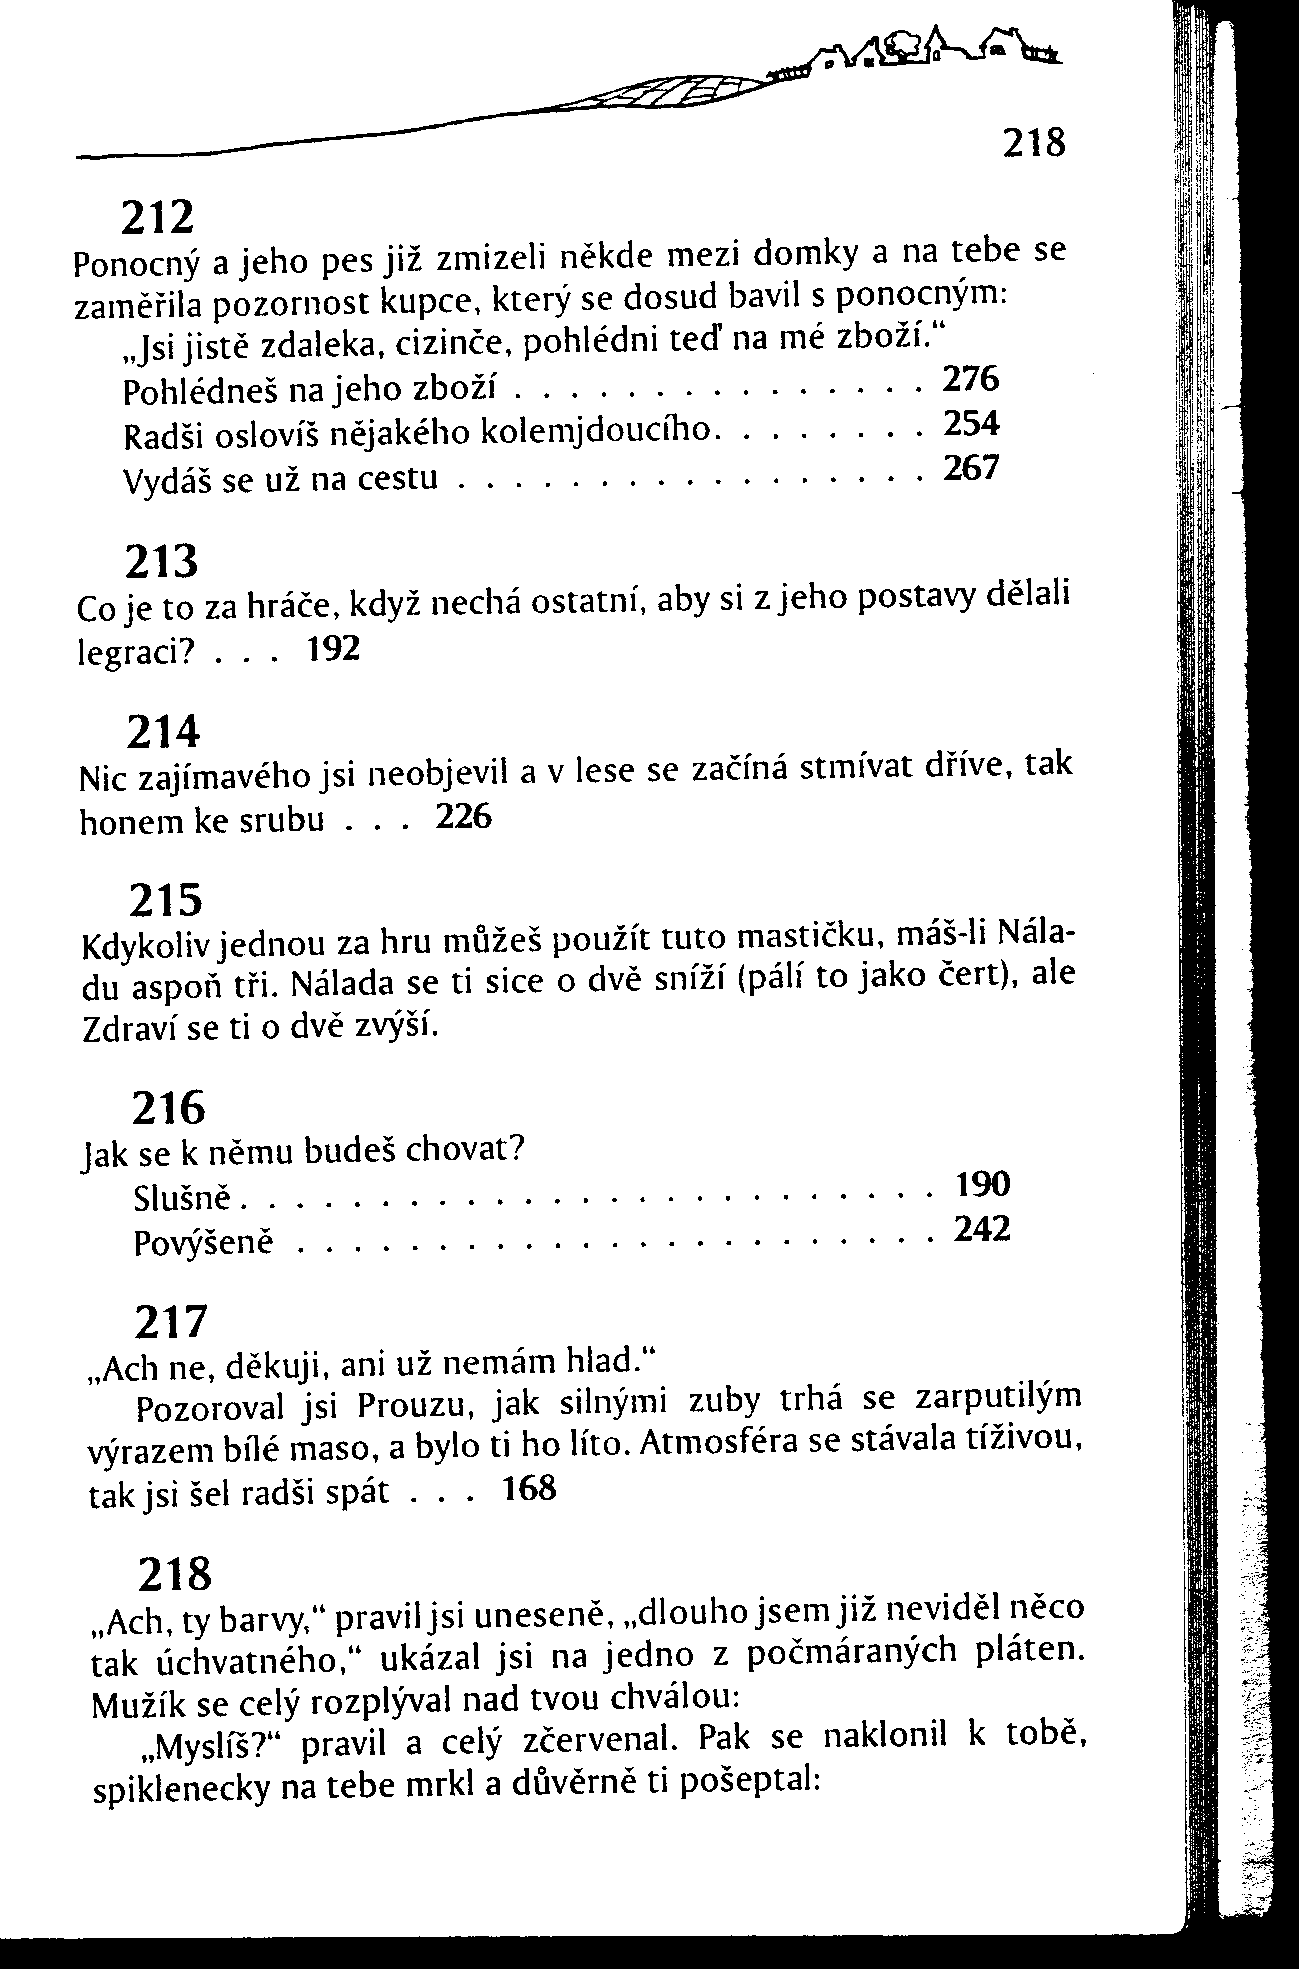 218
212
Ponocný a jeho pes již zmizeli někde mezi domky a na tebe se
zaměřila pozornost kupce, který se dosud bavil s ponocným:
„Jsi jistě zdaleka, cizinče, pohlédni teď na mé zboží.“
Pohlédneš na jeho zboží . . . . . . . . . . . . . . . 276
Radši oslovíš nějakého kolemjdoucího. . . . . . . . 254
Vydáš se už na cestu . . . . . . . . . . . . . . . . . 267
213
Co je to za hráče, když nechá ostatní, aby si z jeho postavy dělali
legraci? . . . 192
214
Nic zajímavého jsi neobjevil a v lese se začíná stmívat dříve, tak
honem ke srubu . . . 226
215
Kdykoliv jednou za hru můžeš použít tuto mastičku, máš-li Nála-
du aspoň tři. Nálada se ti sice o dvě sníží (pálí to jako čert), ale
Zdraví se ti o dvě zvýší.
216
Jak se k němu budeš chovat?
Slušně. . . . . . . . . . . . . . . . . . . . . . . . . 190
Povýšeně . . . . . . . . . . . . . . . . . . . . . . . 242
217
„Ach ne, děkuji, ani už nemám hlad.“
Pozoroval jsi Prouzu, jak silnými zuby trhá se zarputilým
výrazem bílé maso, a bylo ti ho líto. Atmosféra se stávala tíživou,
tak jsi šel radši spát . . . 168
218
„Ach, ty barvy,“ pravil jsi uneseně, „dlouho jsem již neviděl něco
tak úchvatného,“ ukázal jsi na jedno z počmáraných pláten.
Mužík se celý rozplýval nad tvou chválou:
„Myslíš?“ pravil a celý zčervenal. Pak se naklonil k tobě,
spiklenecky na tebe mrkl a důvěrně ti pošeptal: